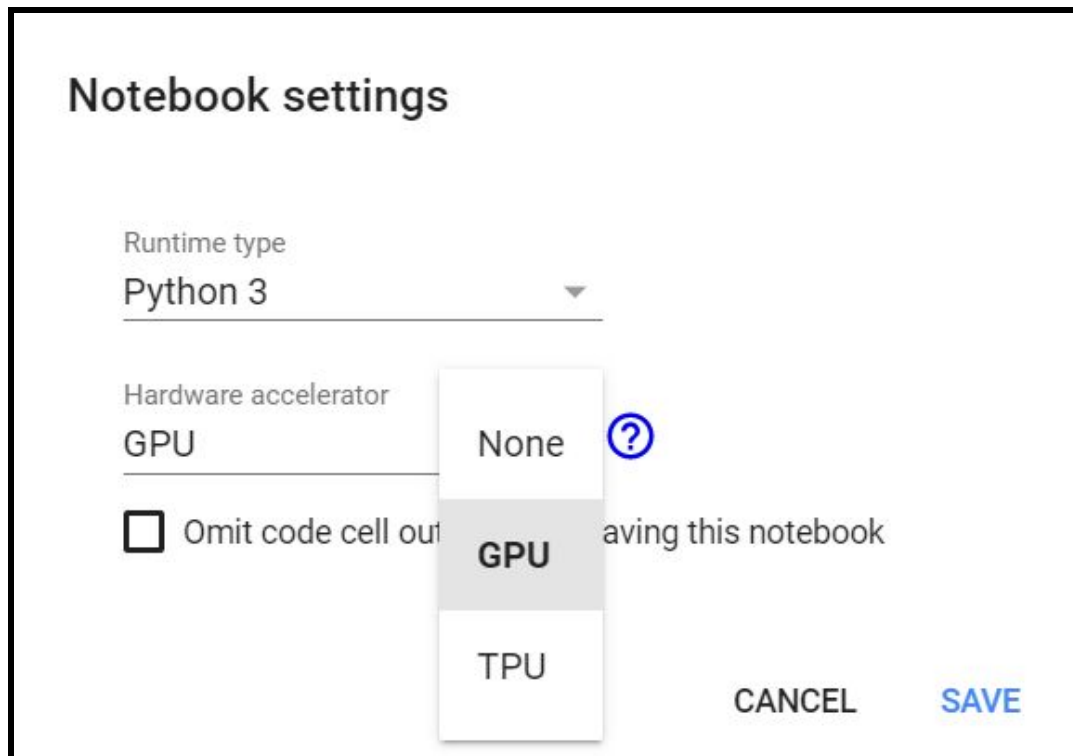 Notebook settings
Runtime type
Python 3
Hardware accelerator
GPU
None
GPU
TPU
Omit code cell out aving this notebook
CANCEL SAVE